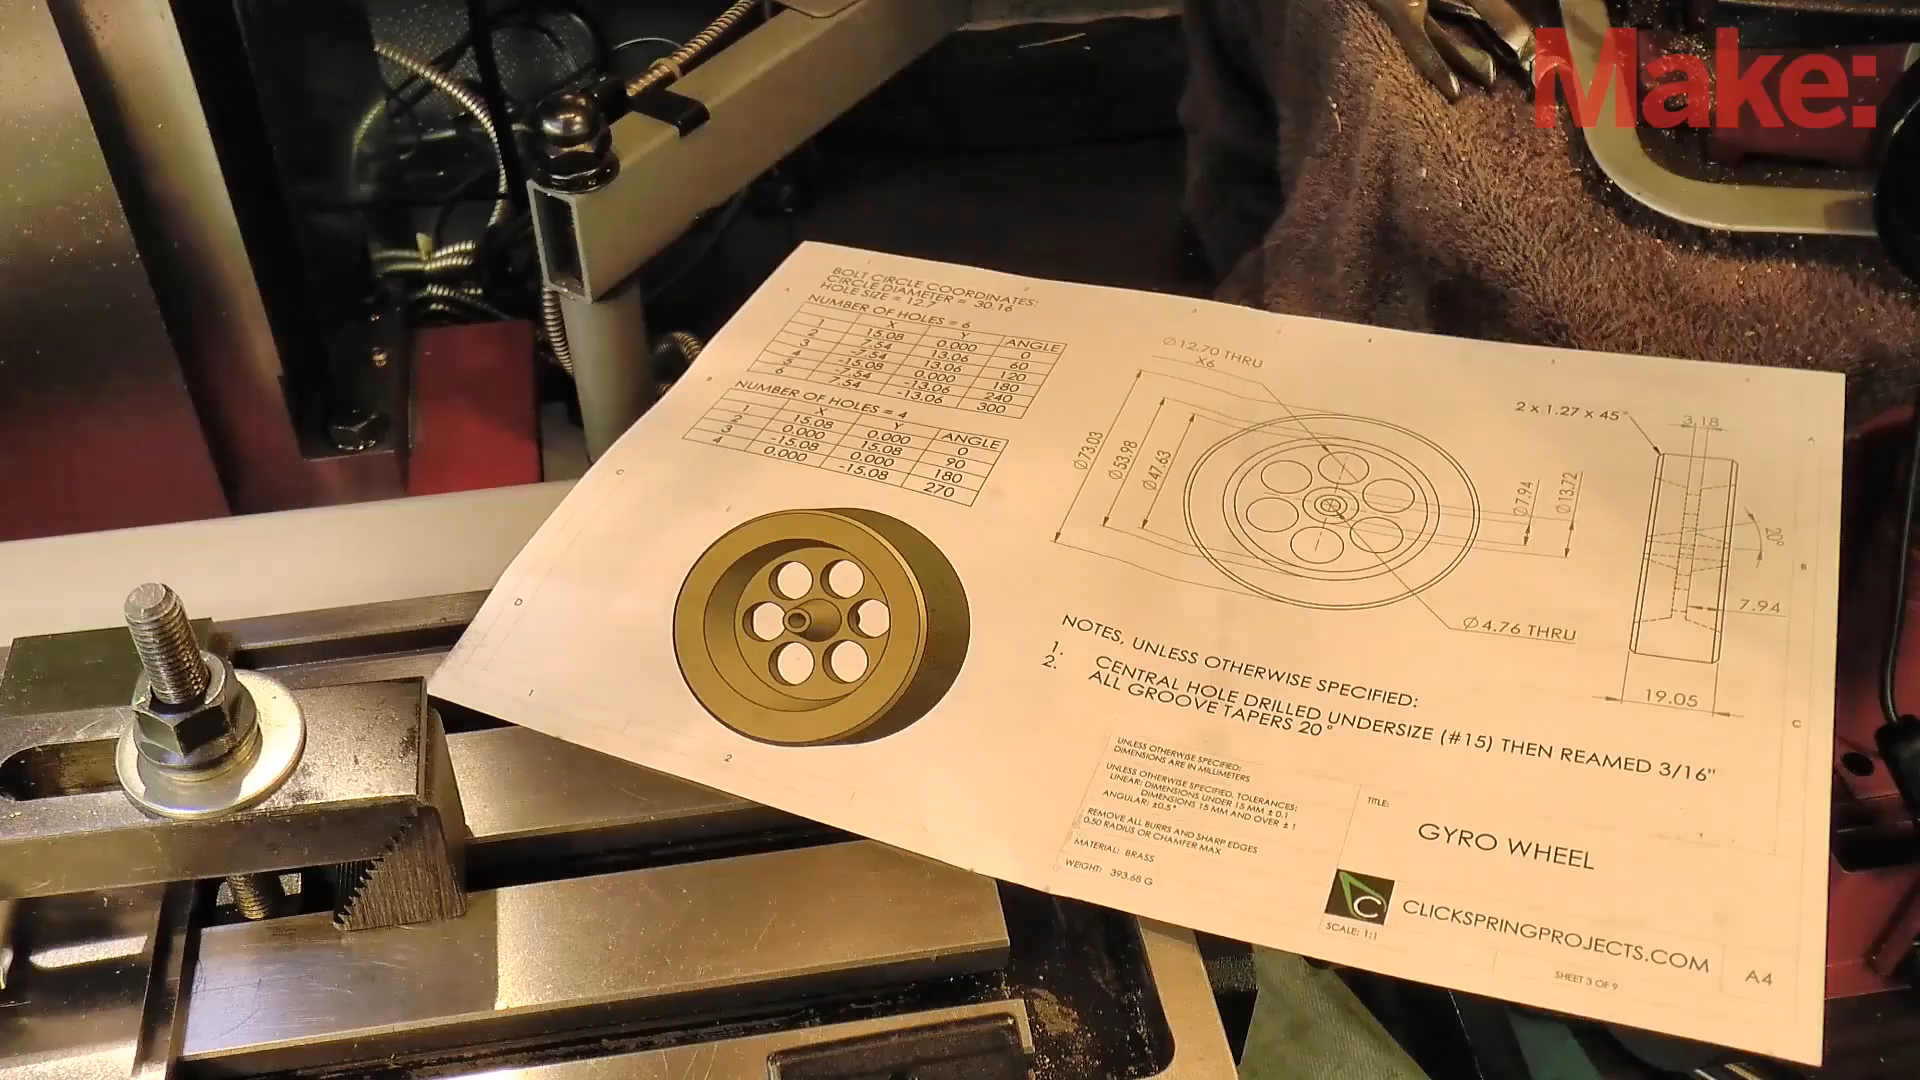 Make:
BOLT CIRCLE COORDINATES:
CIRCLE DIAMETER = 30.16
HOLE SIZE = 12.7
NUMBER OF HOLES = 6
X Y ANGLE
1 15.08 0.000 0
2 7.54 13.06 60
3 -7.54 13.06 120
4 -15.08 0.000 180
5 -7.54 -13.06 240
6 7.54 -13.06 300
NUMBER OF HOLES = 4
X Y ANGLE
1 15.08 0.000 0
2 0.000 15.08 90
3 -15.08 0.000 180
4 0.000 -15.08 270
Ø12.70 THRU
X6
Ø73.03
Ø53.98
Ø47.63
Ø7.94
Ø13.72
Ø4.76 THRU
2 x 1.27 x 45°
3.18
20°
7.94
19.05
NOTES, UNLESS OTHERWISE SPECIFIED:
1. CENTRAL HOLE DRILLED UNDERSIZE (#15) THEN REAMED 3/16"
2. ALL GROOVE TAPERS 20°
UNLESS OTHERWISE SPECIFIED:
DIMENSIONS ARE IN MILLIMETERS
UNLESS OTHERWISE SPECIFIED, TOLERANCES:
LINEAR: DIMENSIONS UNDER 15 MM ± 0.1
DIMENSIONS 15 MM AND OVER ± 1
ANGULAR: ±0.5°
REMOVE ALL BURRS AND SHARP EDGES
0.50 RADIUS OR CHAMFER MAX
MATERIAL: BRASS
WEIGHT: 393.68 G
TITLE:
GYRO WHEEL
C
CLICKSPRINGPROJECTS.COM
SCALE: 1:1
SHEET 3 OF 9
A4